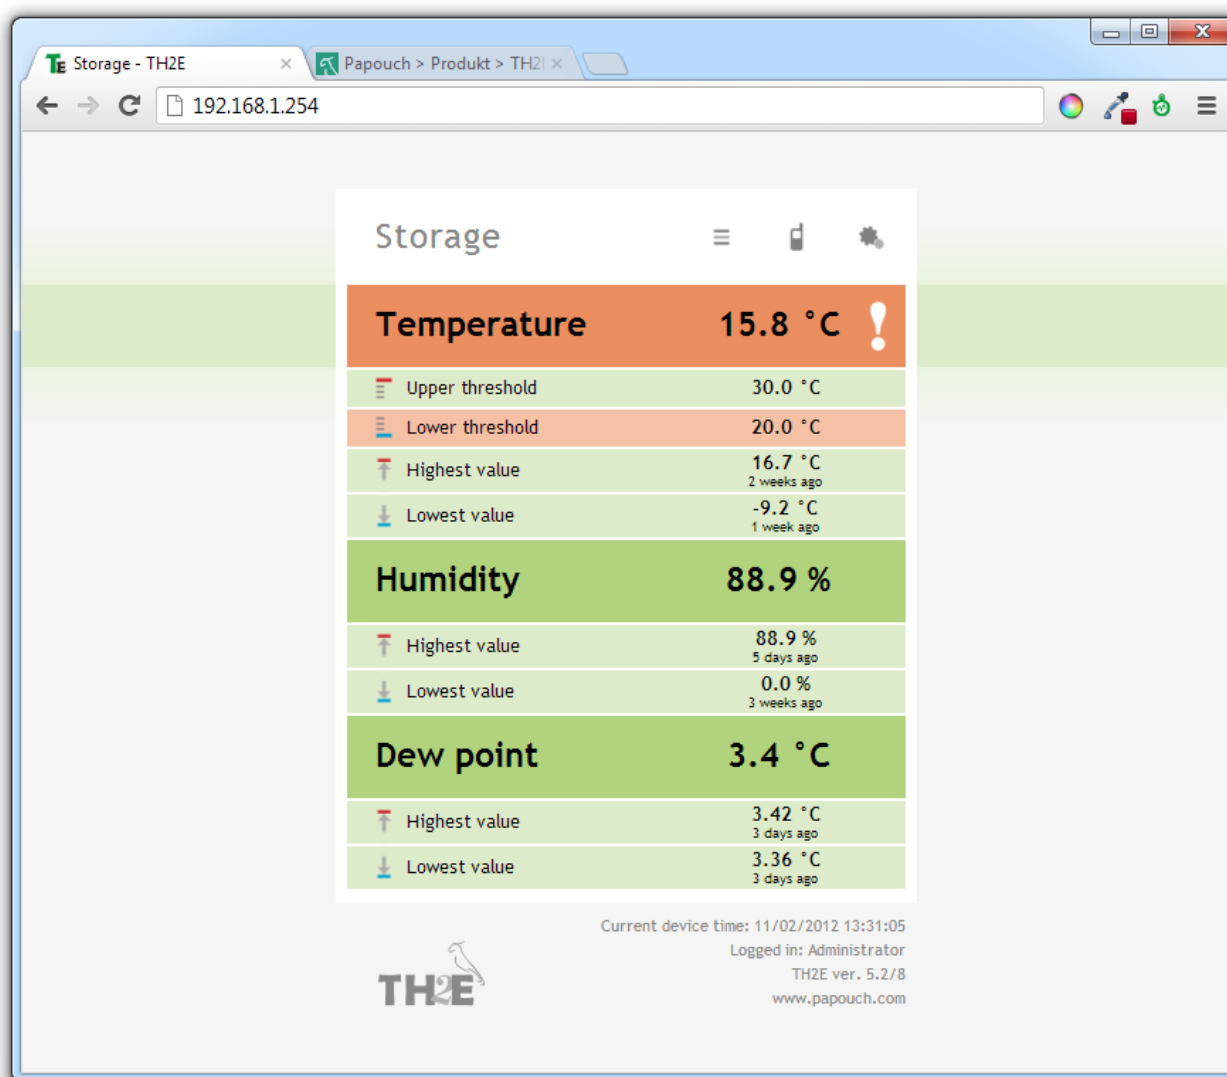 TE Storage - TH2E × Papouch > Produkt > TH2 ×
192.168.1.254
Storage
Temperature 15.8 °C !
Upper threshold 30.0 °C
Lower threshold 20.0 °C
Highest value 16.7 °C
2 weeks ago
Lowest value -9.2 °C
1 week ago
Humidity 88.9 %
Highest value 88.9 %
5 days ago
Lowest value 0.0 %
3 weeks ago
Dew point 3.4 °C
Highest value 3.42 °C
3 days ago
Lowest value 3.36 °C
3 days ago
Current device time: 11/02/2012 13:31:05
Logged in: Administrator
TH2E ver. 5.2/8
www.papouch.com
TH2E